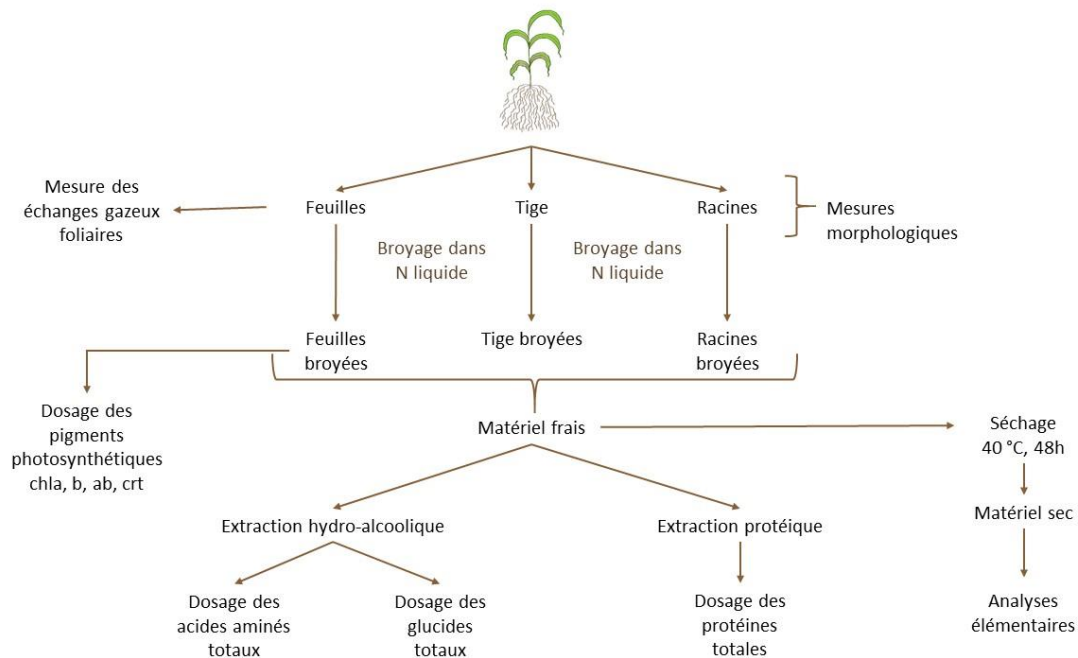 Mesure des
échanges gazeux
foliaires
Feuilles
Tige
Racines
Mesures
morphologiques
Broyage dans
N liquide
Broyage dans
N liquide
Feuilles
broyées
Tige broyées
Racines
broyées
Dosage des
pigments
photosynthétiques
chla, b, ab, crt
Matériel frais
Séchage
40 °C, 48h
Matériel sec
Extraction hydro-alcoolique
Extraction protéique
Dosage des
acides aminés
totaux
Dosage des
glucides
totaux
Dosage des
protéines
totales
Analyses
élémentaires